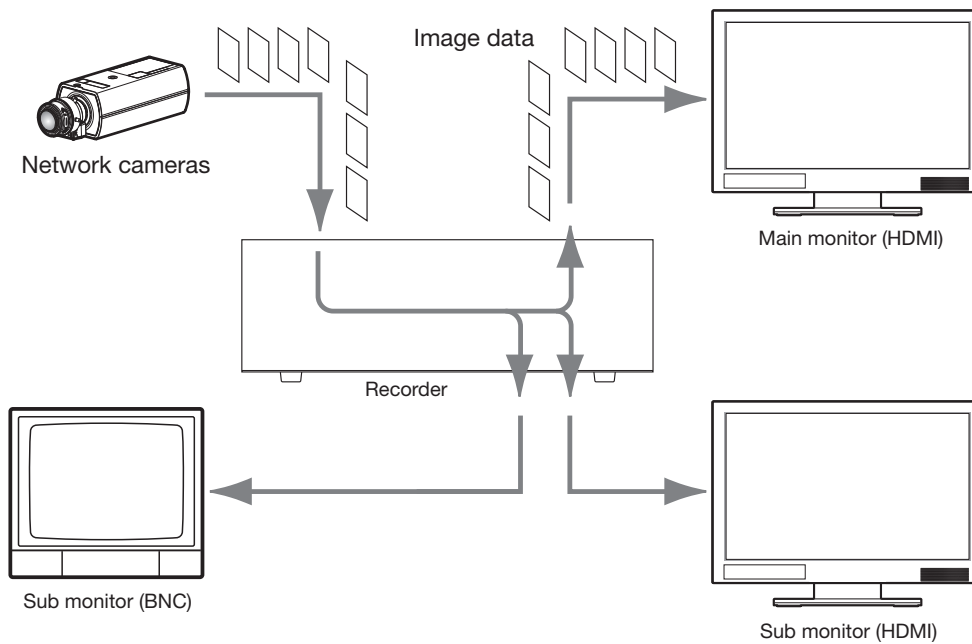 Image data
Network cameras
Main monitor (HDMI)
Recorder
Sub monitor (BNC)
Sub monitor (HDMI)